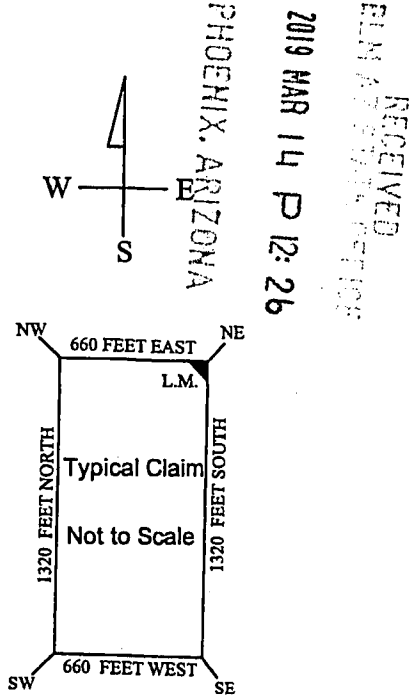 RECEIVED
2019 MAR 14 P 12: 26
PHOENIX, ARIZONA
W E
S
NW
NE
660 FEET EAST
L.M.
1320 FEET NORTH
Typical Claim
Not to Scale
1320 FEET SOUTH
660 FEET WEST
SW
SE